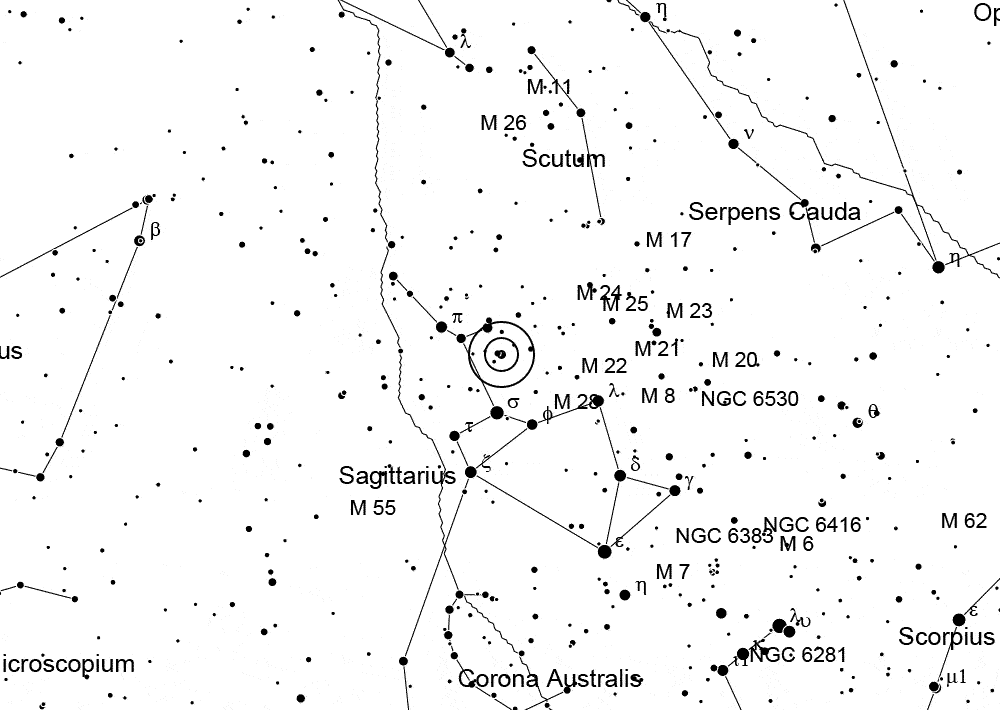 η
Op
λ
M 11
M 26
ν
Scutum
Serpens Cauda
β
M 17
η
M 24
M 25
M 23
π
us
M 21
M 20
M 22
λ
M 8
NGC 6530
σ
M 28
ϕ
θ
τ
ζ
δ
Sagittarius
γ
M 55
NGC 6416
M 62
NGC 6383
ε
M 6
M 7
η
ε
λ
υ
Scorpius
κ
ι1
NGC 6281
icroscopium
Corona Australis
μ1